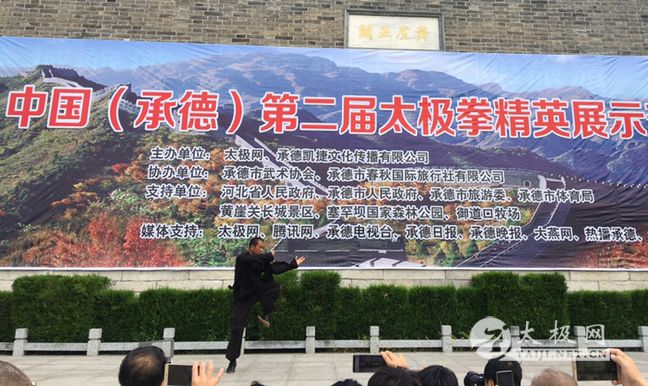 黄崖正關
中国（承德）第二届太极拳精英展示
主办单位： 太极网、承德凯捷文化传播有限公司
协办单位： 承德市武术协会、承德市春秋国际旅行社有限公司
支持单位： 河北省人民政府、承德市人民政府、承德市旅游委、承德市体育局
黄崖关长城景区、塞罕坝国家森林公园、御道口牧场
媒体支持： 太极网、腾讯网、承德电视台、承德日报、承德晚报、大燕网、热播承德、
太极网
TAIJI.NET.CN